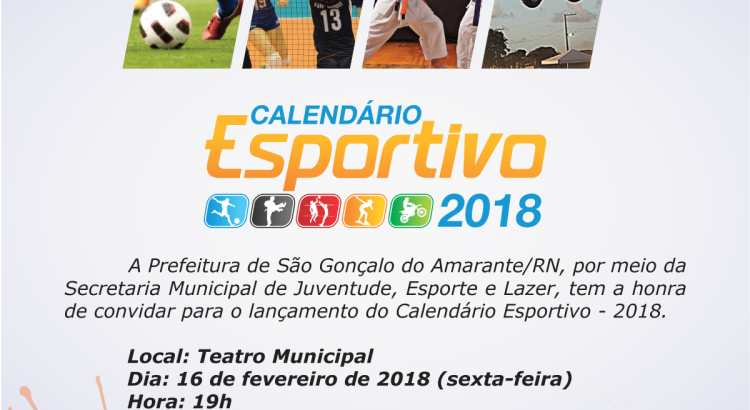 13
CALENDÁRIO
Esportivo
2018
A Prefeitura de São Gonçalo do Amarante/RN, por meio da
Secretaria Municipal de Juventude, Esporte e Lazer, tem a honra
de convidar para o lançamento do Calendário Esportivo - 2018.
Local: Teatro Municipal
Dia: 16 de fevereiro de 2018 (sexta-feira)
Hora: 19h